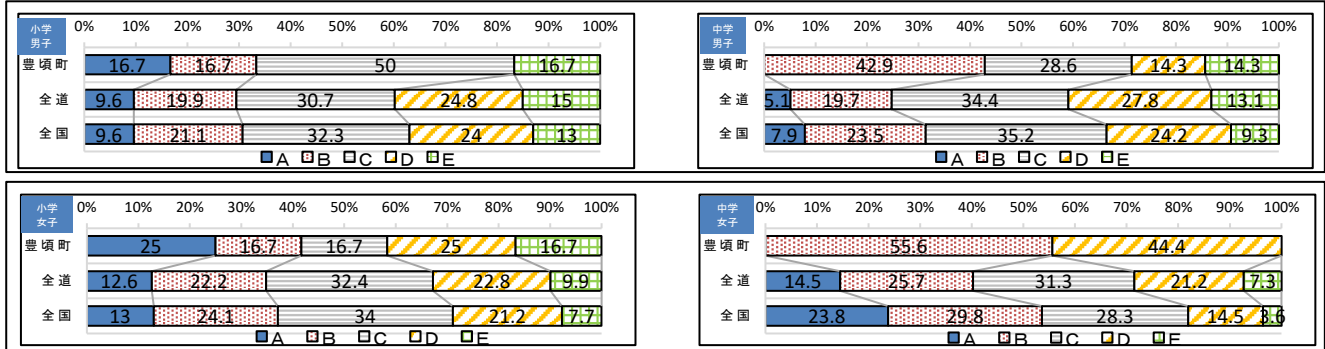 小学
男子
0% 10% 20% 30% 40% 50% 60% 70% 80% 90% 100%
豊頃町 16.7 16.7 50 16.7
全道 9.6 19.9 30.7 24.8 15
全国 9.6 21.1 32.3 24 13
A B C D E
中学
男子
0% 10% 20% 30% 40% 50% 60% 70% 80% 90% 100%
豊頃町 42.9 28.6 14.3 14.3
全道 5.1 19.7 34.4 27.8 13.1
全国 7.9 23.5 35.2 24.2 9.3
A B C D E
小学
女子
0% 10% 20% 30% 40% 50% 60% 70% 80% 90% 100%
豊頃町 25 16.7 16.7 25 16.7
全道 12.6 22.2 32.4 22.8 9.9
全国 13 24.1 34 21.2 7.7
A B C D E
中学
女子
0% 10% 20% 30% 40% 50% 60% 70% 80% 90% 100%
豊頃町 55.6 44.4
全道 14.5 25.7 31.3 21.2 7.3
全国 23.8 29.8 28.3 14.5 3.6
A B C D E